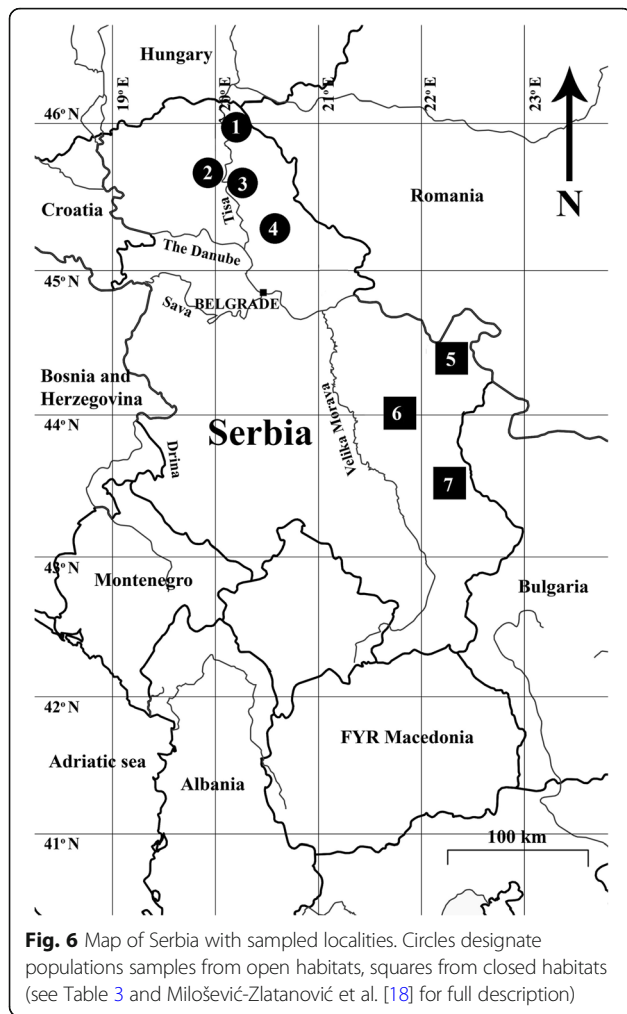 Hungary
19° E
20° E
21° E
22° E
23° E
46° N
1
2
3
Romania
N
Croatia
Tisa
4
The Danube
45° N
Sava
BELGRADE
5
Bosnia and
Herzegovina
6
44° N
Velika Morava
Serbia
Drina
7
43° N
Montenegro
Bulgaria
42° N
FYR Macedonia
Adriatic sea
Albania
100 km
41° N
Fig. 6 Map of Serbia with sampled localities. Circles designate
populations samples from open habitats, squares from closed habitats
(see Table 3 and Milošević-Zlatanović et al. [18] for full description)